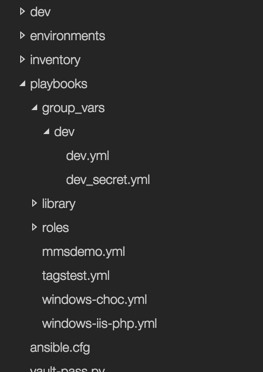 dev
environments
inventory
playbooks
group_vars
dev
dev.yml
dev_secret.yml
library
roles
mmsdemo.yml
tagstest.yml
windows-choc.yml
windows-iis-php.yml
ansible.cfg
vault-pass.py